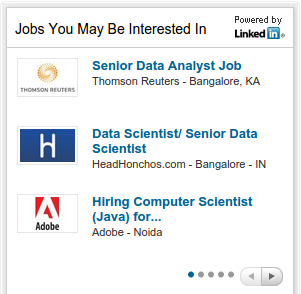 Jobs You May Be Interested In
Powered by
Linked in
Senior Data Analyst Job
Thomson Reuters - Bangalore, KA
THOMSON REUTERS
Data Scientist/ Senior Data
Scientist
HeadHonchos.com - Bangalore - IN
H
Hiring Computer Scientist
(Java) for...
Adobe - Noida
Adobe